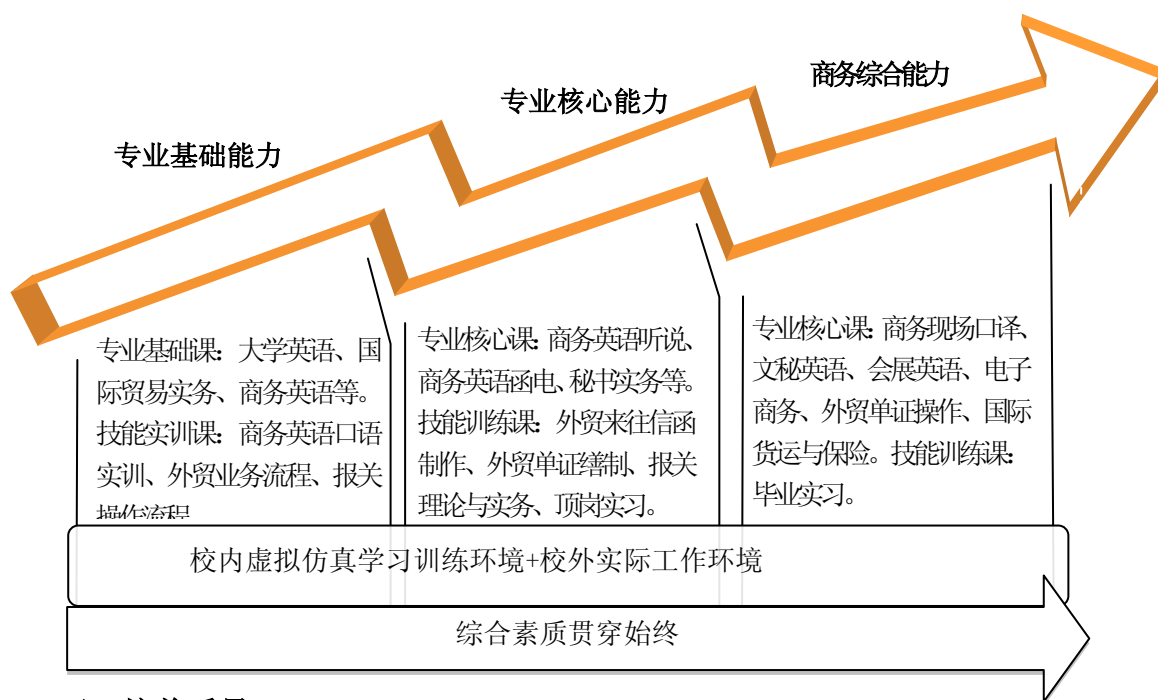 商务综合能力
专业核心能力
专业基础能力
专业基础课：大学英语、国
际贸易实务、商务英语等。
技能实训课：商务英语口语
实训、外贸业务流程、报关
操作流程
专业核心课：商务英语听说、
商务英语函电、秘书实务等。
技能训练课：外贸来往信函
制作、外贸单证缮制、报关
理论与实务、顶岗实习。
专业核心课：商务现场口译、
文秘英语、会展英语、电子
商务、外贸单证操作、国际
货运与保险。技能训练课：
毕业实习。
校内虚拟仿真学习训练环境+校外实际工作环境
综合素质贯穿始终